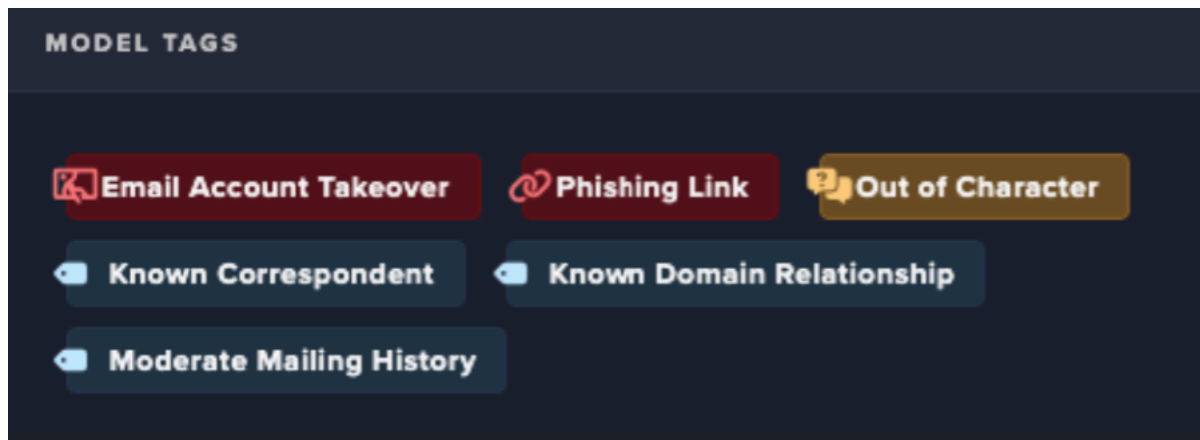 MODEL TAGS
Email Account Takeover Phishing Link Out of Character
Known Correspondent Known Domain Relationship
Moderate Mailing History